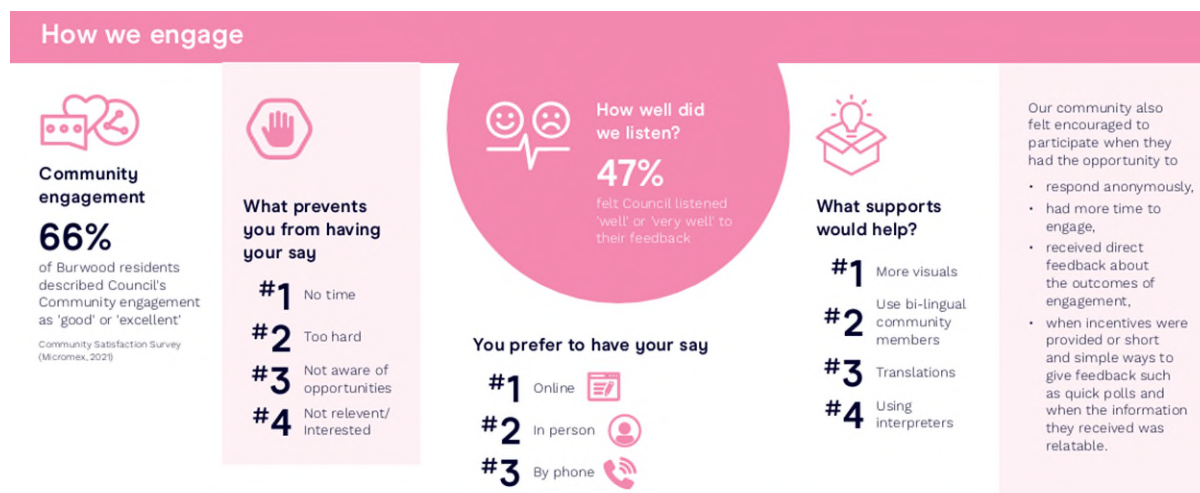 How we engage
Community
engagement
66%
of Burwood residents
described Council's
Community engagement
as 'good' or 'excellent'
Community Satisfaction Survey
(Micromex, 2021)
What prevents
you from having
your say
#1 No time
#2 Too hard
#3 Not aware of
opportunities
#4 Not relevent/
Interested
How well did
we listen?
47%
felt Council listened
'well' or 'very well' to
their feedback
You prefer to have your say
#1 Online
#2 In person
#3 By phone
What supports
would help?
#1 More visuals
#2 Use bi-lingual
community
members
#3 Translations
#4 Using
interpreters
Our community also
felt encouraged to
participate when they
had the opportunity to
• respond anonymously,
• had more time to
engage,
• received direct
feedback about
the outcomes of
engagement,
• when incentives were
provided or short
and simple ways to
give feedback such
as quick polls and
when the information
they received was
relatable.